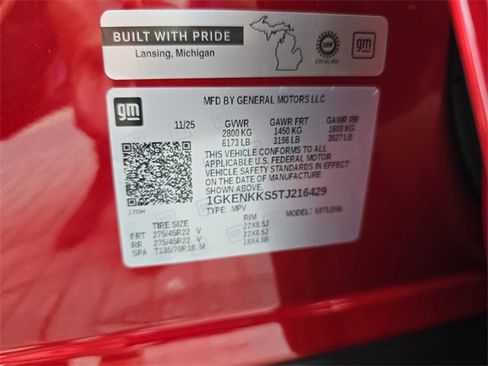 BUILT WITH PRIDE
Lansing, Michigan
gm
gm
MFD BY GENERAL MOTORS LLC
11/25 GVWR GAWR FRT GAWR RR
2800 KG 1450 KG 1600 KG
6173 LB 3196 LB 3527 LB
THIS VEHICLE CONFORMS TO ALL
APPLICABLE U.S. FEDERAL MOTOR
VEHICLE SAFETY STANDARDS IN EFFECT
ON THE DATE OF MANUFACTURE
SHOWN ABOVE.
1GKENKKS5TJ216429
TYPE: MPV MODEL:
TIRE SIZE RIM
FRT 275/45R22 V 22X8.5J
RR 275/45R22 V 22X8.5J
SPA T135/70R18 M 18X4.5B